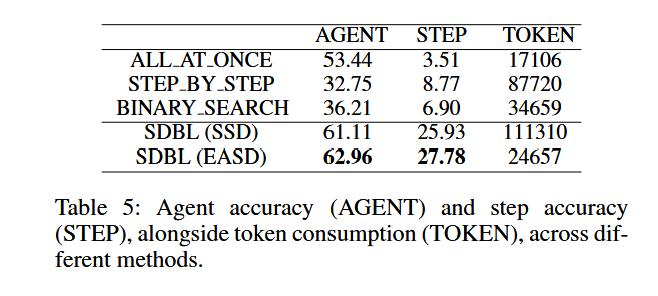 AGENT STEP TOKEN
ALL_AT_ONCE 53.44 3.51 17106
STEP_BY_STEP 32.75 8.77 87720
BINARY_SEARCH 36.21 6.90 34659
SDBL (SSD) 61.11 25.93 111310
SDBL (EASD) 62.96 27.78 24657
Table 5: Agent accuracy (AGENT) and step accuracy
(STEP), alongside token consumption (TOKEN), across dif-
ferent methods.